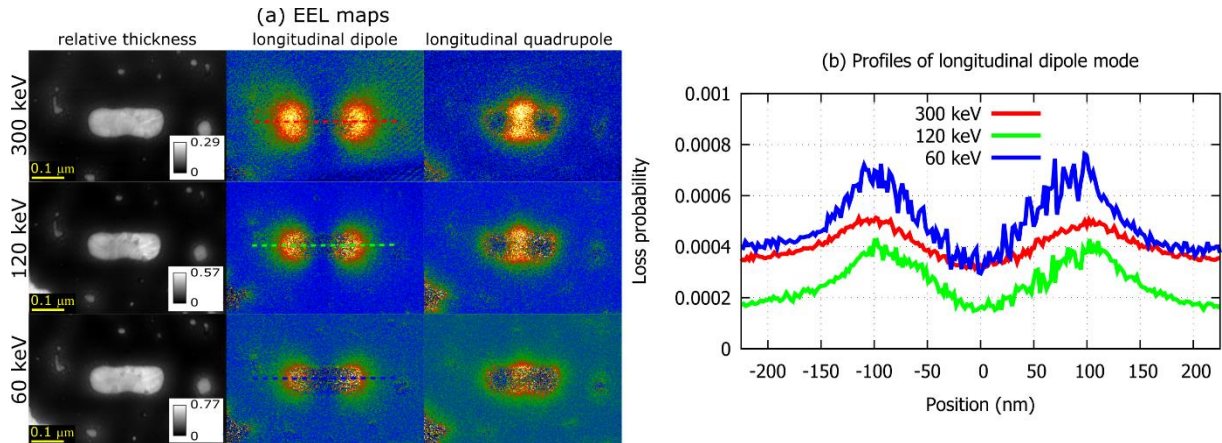 (a) EEL maps
relative thickness longitudinal dipole longitudinal quadrupole
300 keV
0.29
0
0.1 μm
120 keV
0.57
0
0.1 μm
60 keV
0.77
0
0.1 μm
(b) Profiles of longitudinal dipole mode
300 keV
120 keV
60 keV
Loss probability
0.001
0.0008
0.0006
0.0004
0.0002
0
-200 -150 -100 -50 0 50 100 150 200
Position (nm)